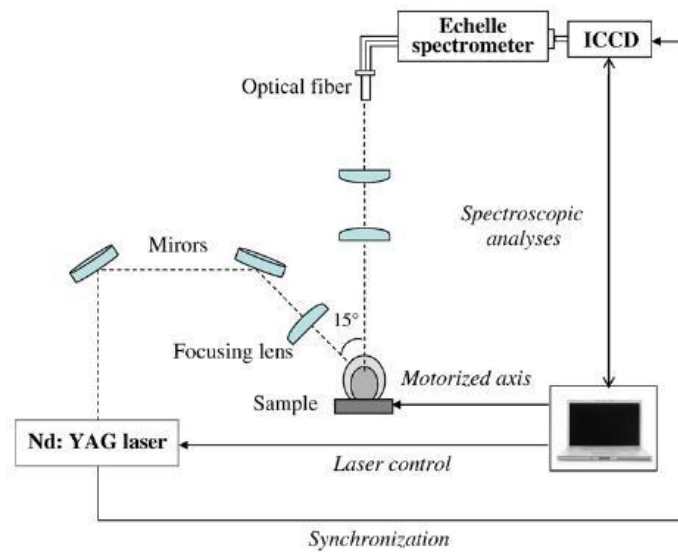 Echelle
spectrometer
ICCD
Optical fiber
Spectroscopic
analyses
Mirors
15°
Focusing lens
Motorized axis
Sample
Nd: YAG laser
Laser control
Synchronization